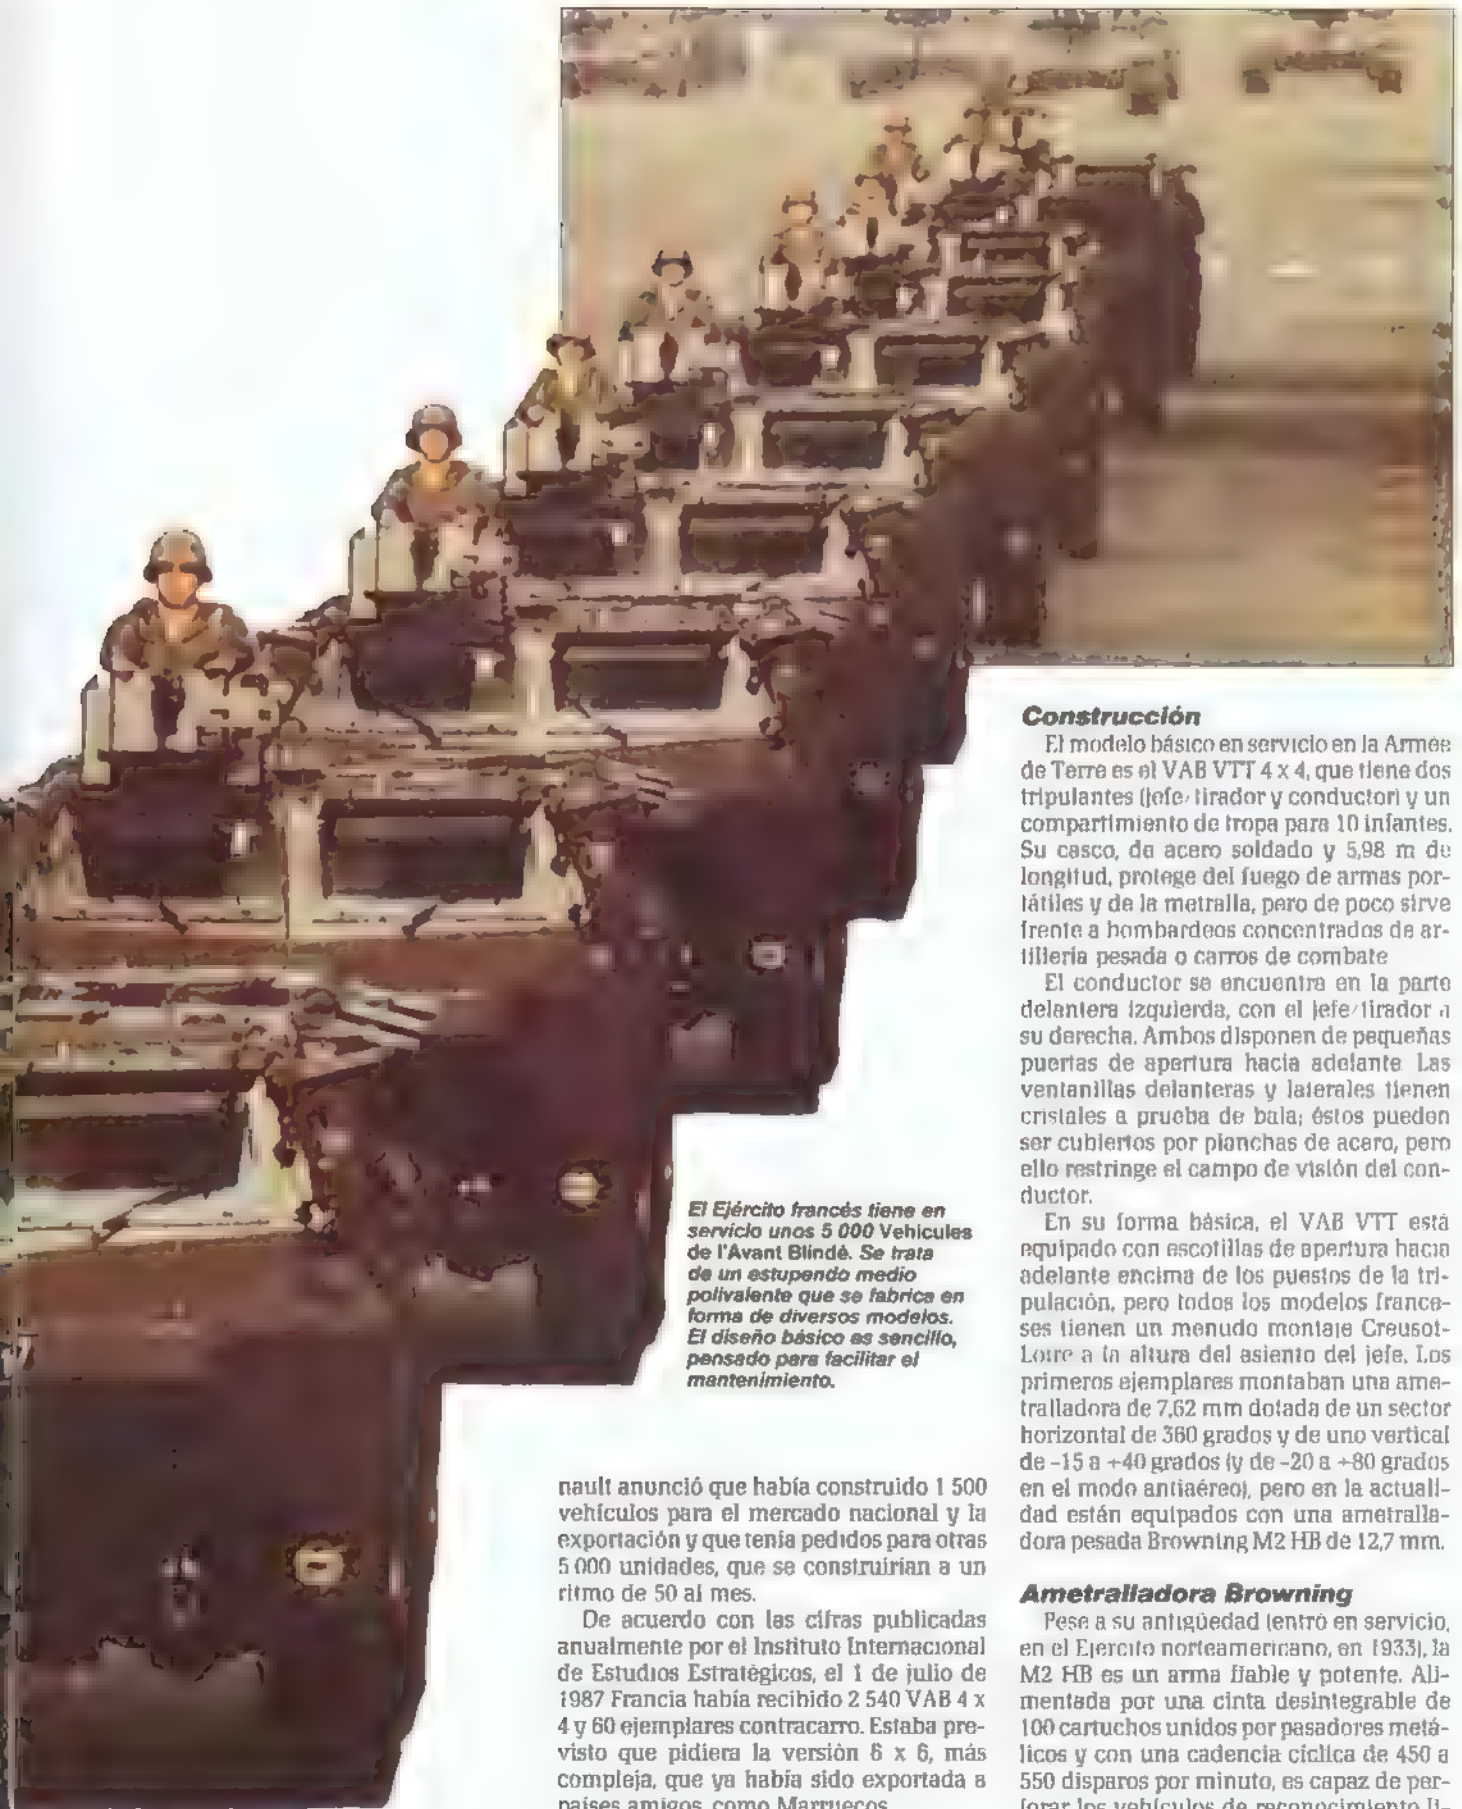 El Ejército francés tiene en
servicio unos 5 000 Vehicules
de l'Avant Blindé. Se trata
de un estupendo medio
polivalente que se fabrica en
forma de diversos modelos.
El diseño básico es sencillo,
pensado para facilitar el
mantenimiento.
nault anunció que había construido 1 500
vehículos para el mercado nacional y la
exportación y que tenía pedidos para otras
5 000 unidades, que se construirían a un
ritmo de 50 al mes.
De acuerdo con las cifras publicadas
anualmente por el Instituto Internacional
de Estudios Estratégicos, el 1 de julio de
1987 Francia había recibido 2 540 VAB 4 x
4 y 60 ejemplares contracarro. Estaba pre-
visto que pidiera la versión 6 x 6, más
compleja, que ya había sido exportada a
países amigos, como Marruecos.
Construcción
El modelo básico en servicio en la Armée
de Terre es el VAB VTT 4 x 4, que tiene dos
tripulantes (jefe/tirador y conductor) y un
compartimiento de tropa para 10 infantes.
Su casco, de acero soldado y 5,98 m de
longitud, protege del fuego de armas por-
tátiles y de la metralla, pero de poco sirve
frente a bombardeos concentrados de ar-
tillería pesada o carros de combate
El conductor se encuentra en la parte
delantera izquierda, con el jefe/tirador a
su derecha. Ambos disponen de pequeñas
puertas de apertura hacia adelante. Las
ventanillas delanteras y laterales tienen
cristales a prueba de bala; éstos pueden
ser cubiertos por planchas de acero, pero
ello restringe el campo de visión del con-
ductor.
En su forma básica, el VAB VTT está
equipado con escotillas de apertura hacia
adelante encima de los puestos de la tri-
pulación, pero todos los modelos france-
ses tienen un menudo montaje Creusot-
Loire a la altura del asiento del jefe. Los
primeros ejemplares montaban una ame-
tralladora de 7,62 mm dotada de un sector
horizontal de 360 grados y de uno vertical
de -15 a +40 grados (y de -20 a +80 grados
en el modo antiaéreo), pero en la actuali-
dad están equipados con una ametralla-
dora pesada Browning M2 HB de 12,7 mm.
Ametralladora Browning
Pese a su antigüedad (entró en servicio,
en el Ejercito norteamericano, en 1933), la
M2 HB es un arma fiable y potente. Ali-
mentada por una cinta desintegrable de
100 cartuchos unidos por pasadores metá-
licos y con una cadencia cíclica de 450 a
550 disparos por minuto, es capaz de per-
forar los vehículos de reconocimiento li-